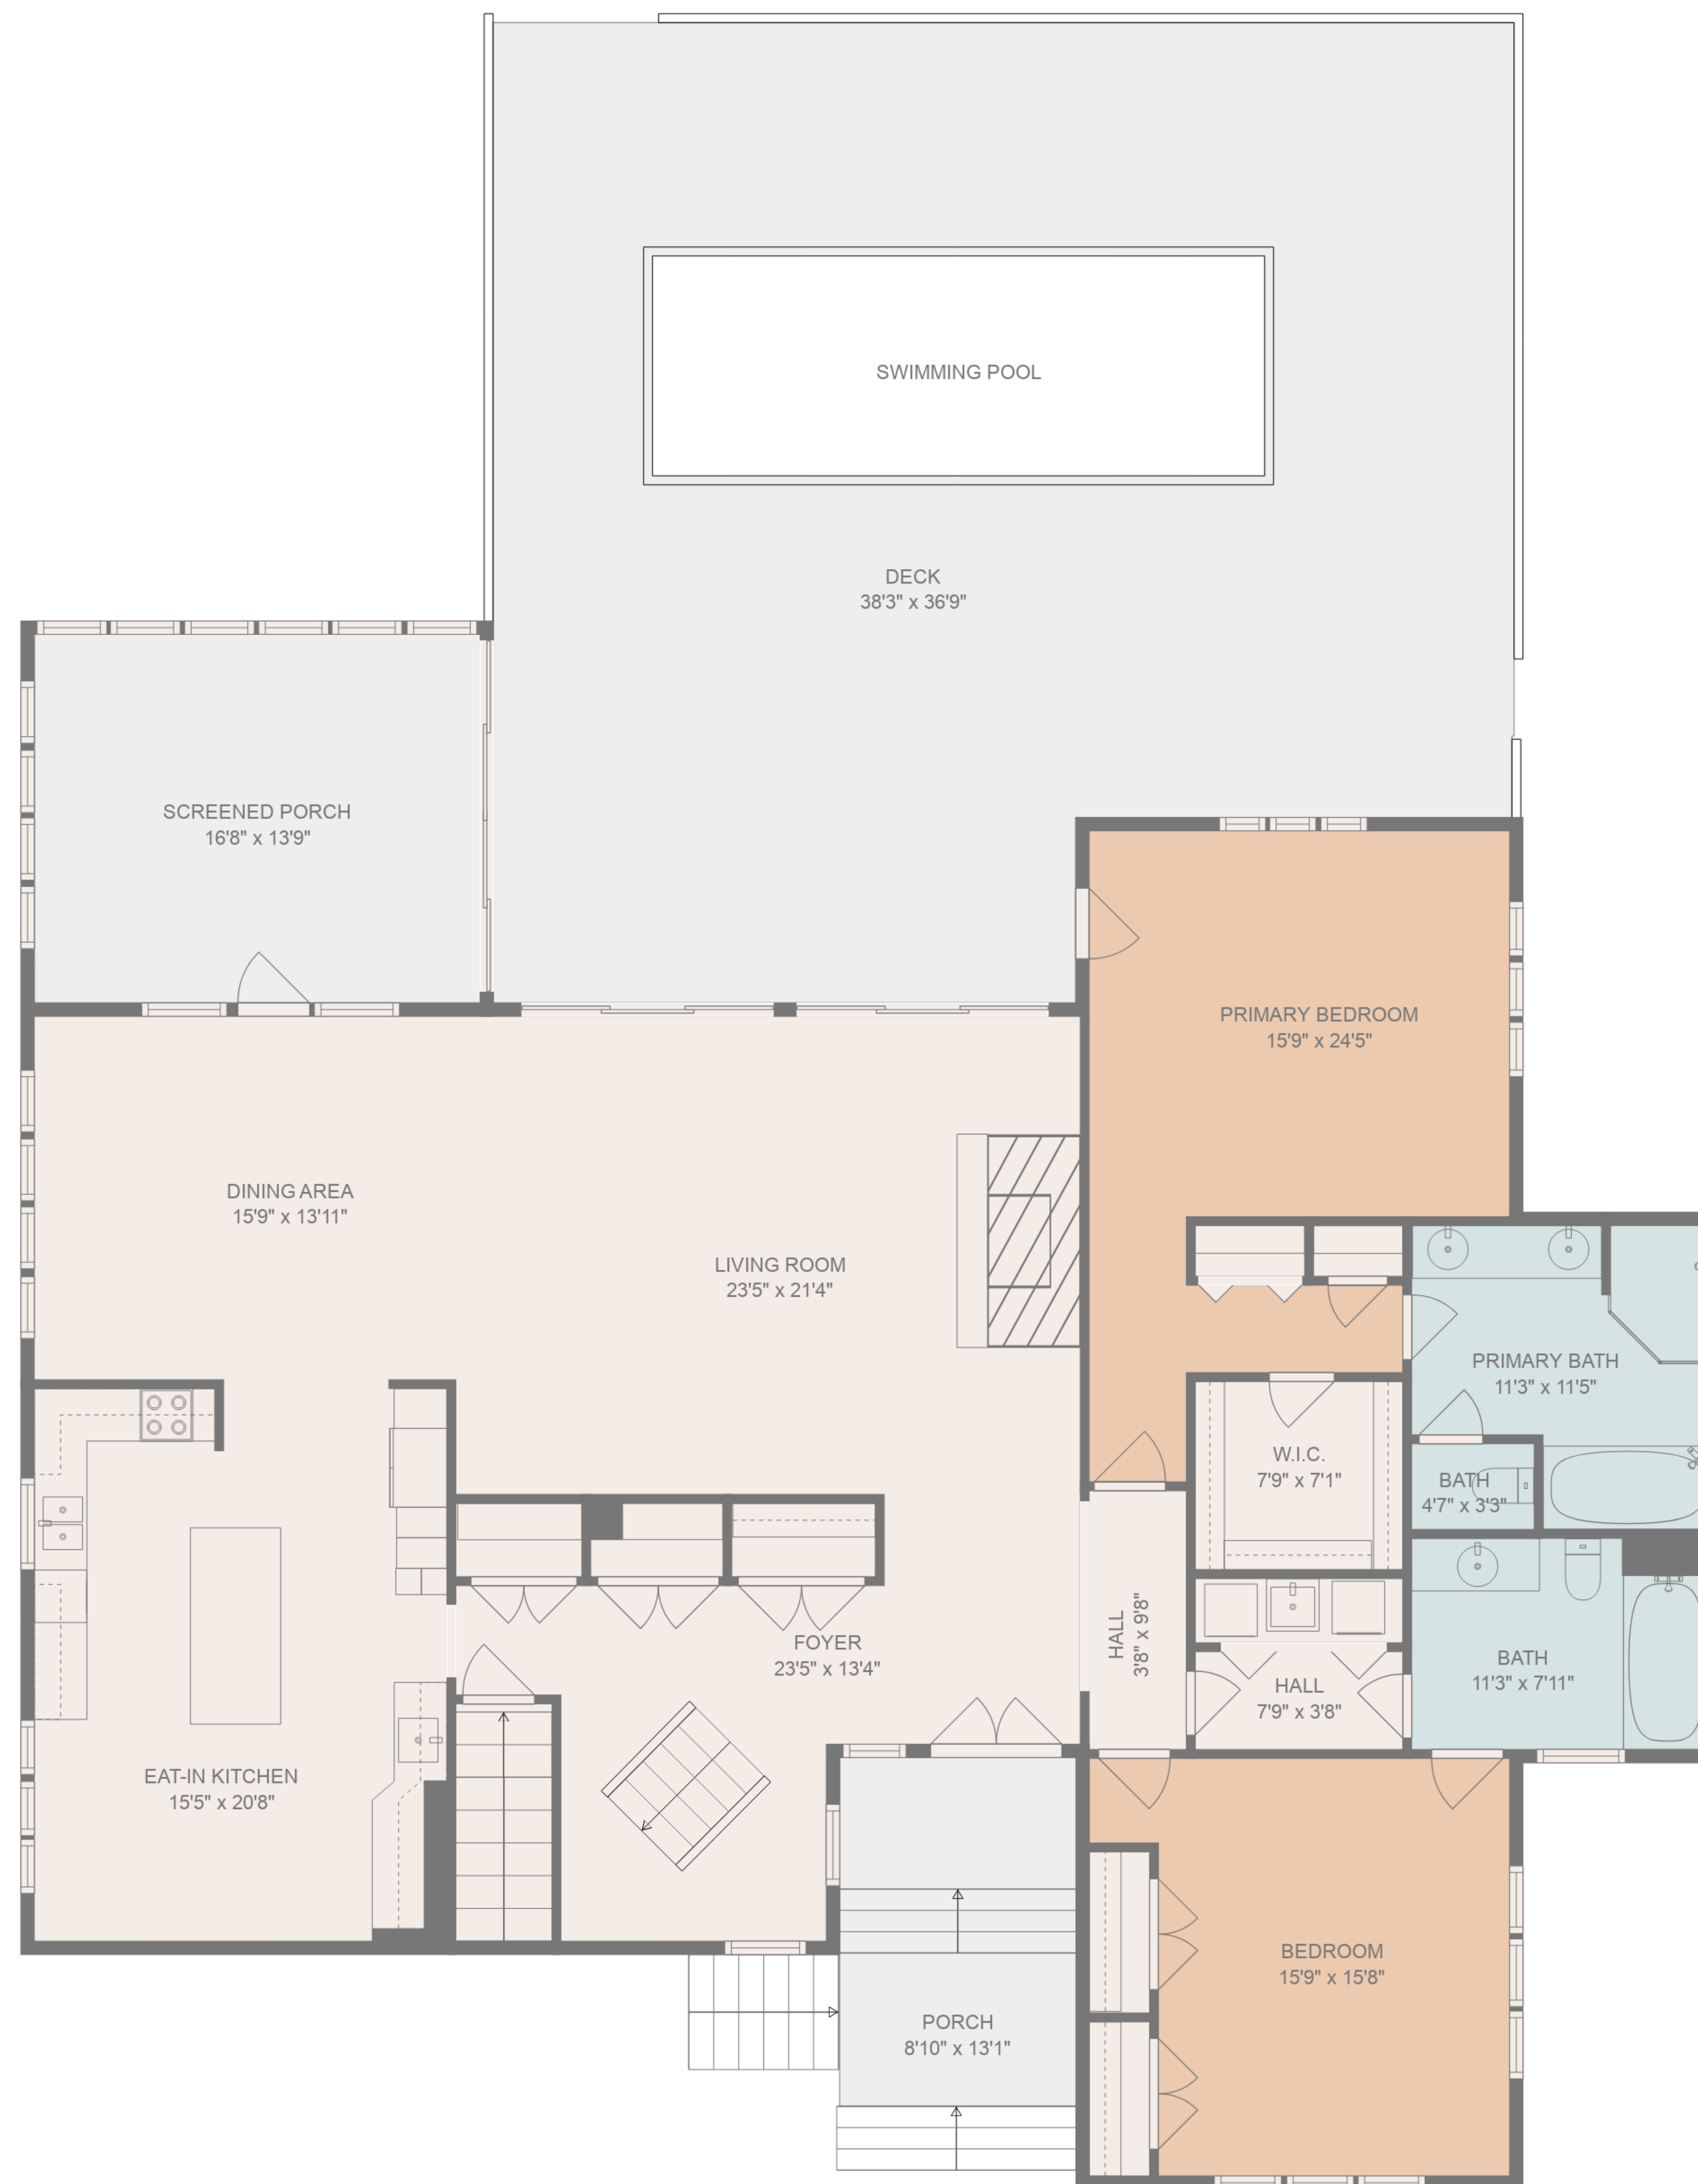 SWIMMING POOL
DECK
38'3" x 36'9"
SCREENED PORCH
16'8" x 13'9"
PRIMARY BEDROOM
15'9" x 24'5"
DINING AREA
15'9" x 13'11"
LIVING ROOM
23'5" x 21'4"
PRIMARY BATH
11'3" x 11'5"
W.I.C.
7'9" x 7'1"
BATH
4'7" x 3'3"
HALL
3'8" x 9'8"
FOYER
23'5" x 13'4"
HALL
7'9" x 3'8"
BATH
11'3" x 7'11"
EAT-IN KITCHEN
15'5" x 20'8"
BEDROOM
15'9" x 15'8"
PORCH
8'10" x 13'1"